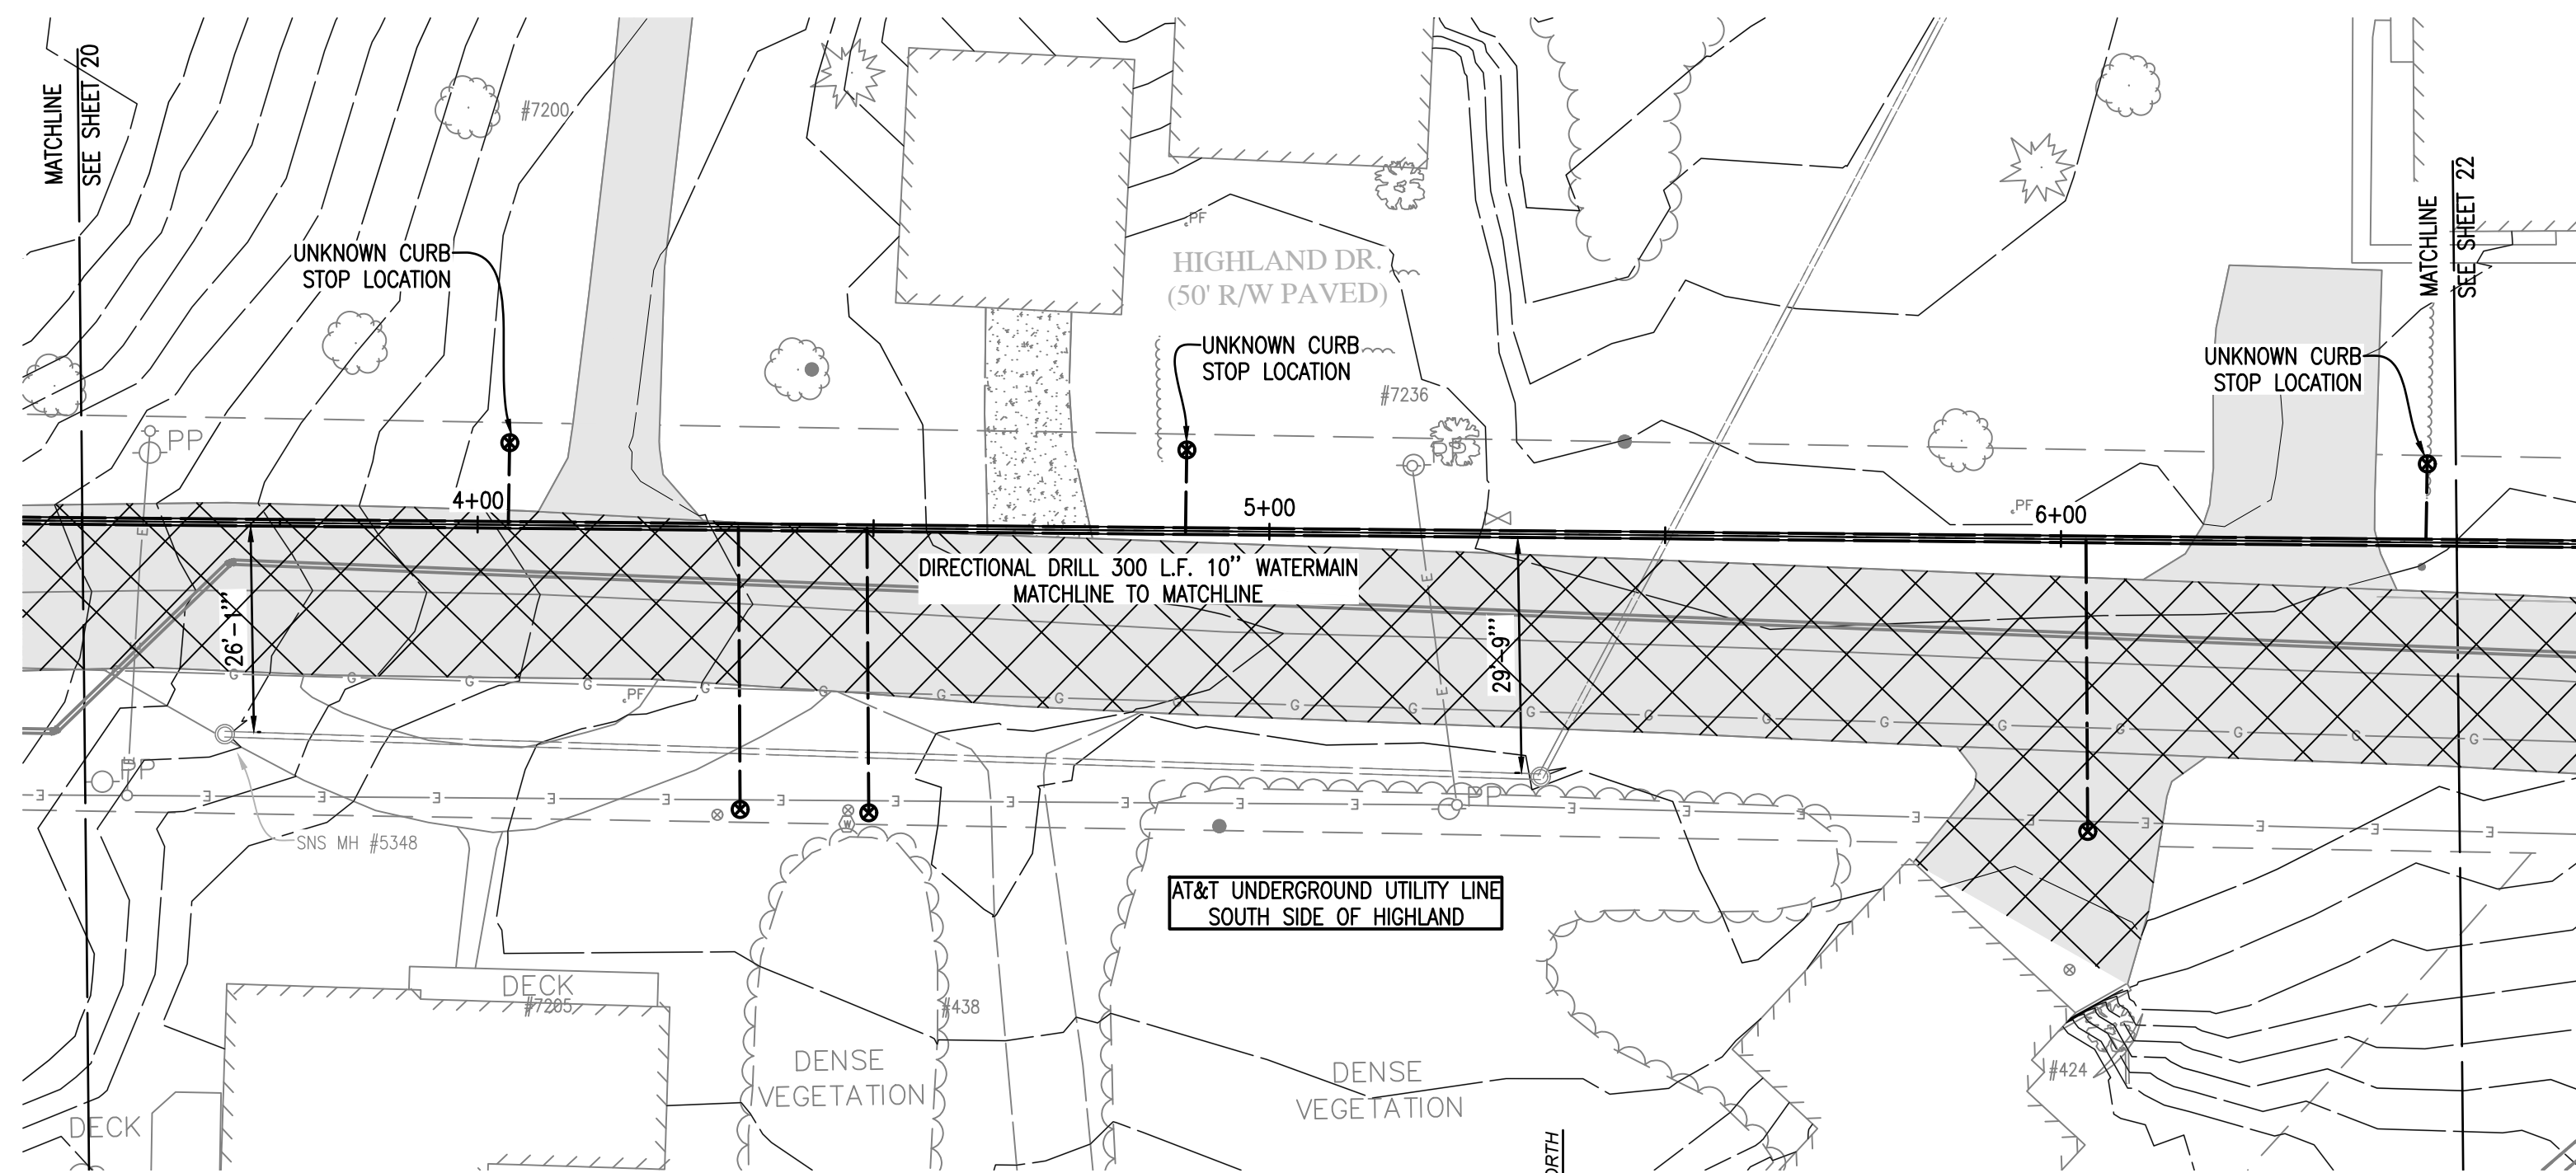 MATCHLINE
SEE SHEET 20
#7200
UNKNOWN CURB
STOP LOCATION
PF
HIGHLAND DR.
(50' R/W PAVED)
UNKNOWN CURB
STOP LOCATION
#7236
MATCHLINE
SEE SHEET 22
UNKNOWN CURB
STOP LOCATION
PP
PP
4+00
5+00
PF
6+00
E
DIRECTIONAL DRILL 300 L.F. 10" WATERMAIN
MATCHLINE TO MATCHLINE
E
26'-1"
29'-9"
G G G G G G G G G G G G G G G G G G G G
PF
E
PP
E
PP
E E E E E E E E E E E E E E E E E E E E E E
W
SNS MH #5348
AT&T UNDERGROUND UTILITY LINE
SOUTH SIDE OF HIGHLAND
DECK
#7205
#438
DENSE
VEGETATION
DENSE
VEGETATION
#424
DECK